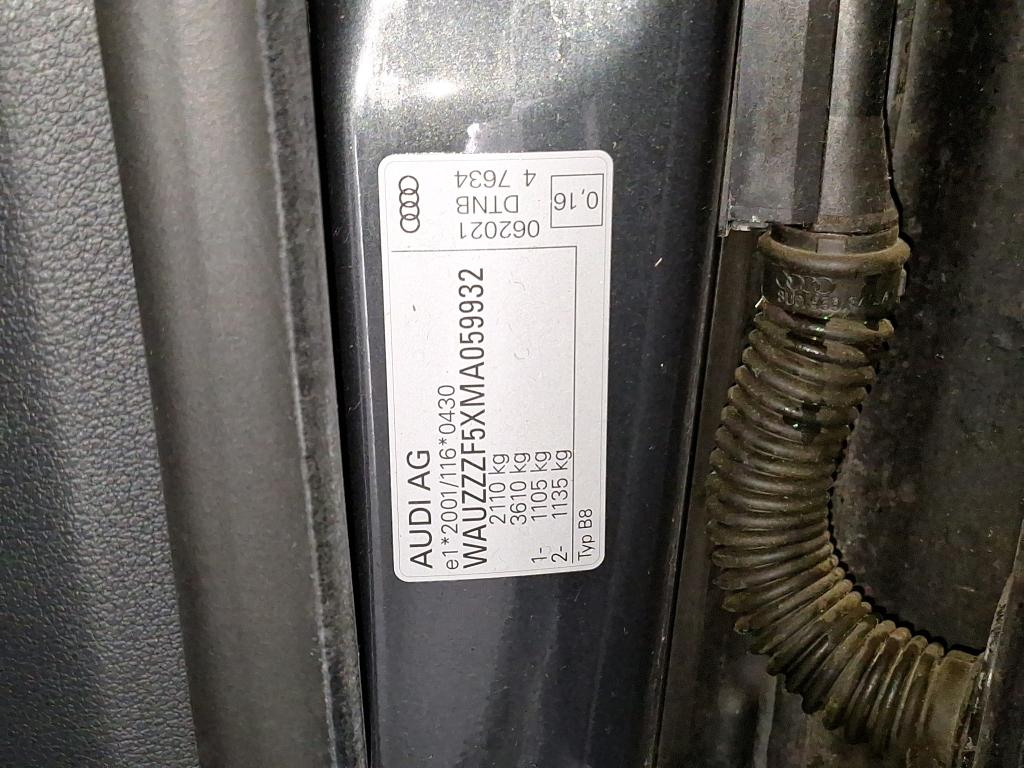 AUDI AG
e1*2001/116*0430
WAUZZZF5XMA059932
2110 kg
3610 kg
1- 1105 kg
2- 1135 kg
Typ B8
062021
DTNB
4 7634
0,16